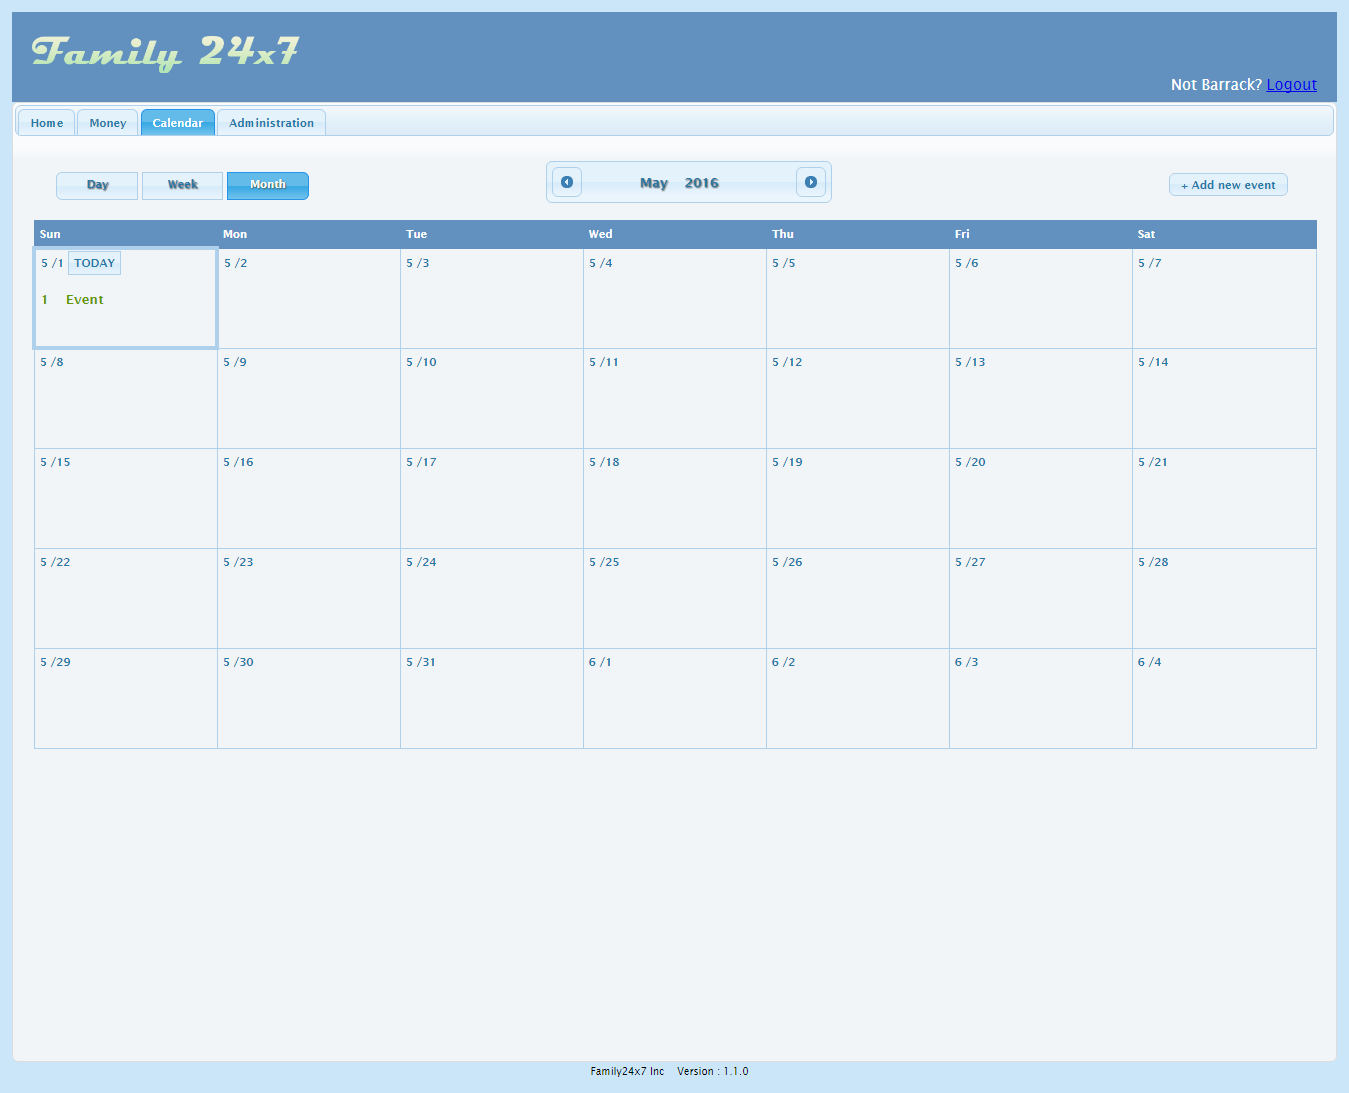 Family 24x7
Not Barrack? Logout
Home Money Calendar Administration
Day Week Month May 2016 + Add new event
Sun Mon Tue Wed Thu Fri Sat
5 /1 TODAY 5 /2 5 /3 5 /4 5 /5 5 /6 5 /7
1 Event
5 /8 5 /9 5 /10 5 /11 5 /12 5 /13 5 /14
5 /15 5 /16 5 /17 5 /18 5 /19 5 /20 5 /21
5 /22 5 /23 5 /24 5 /25 5 /26 5 /27 5 /28
5 /29 5 /30 5 /31 6 /1 6 /2 6 /3 6 /4
Family24x7 Inc Version : 1.1.0